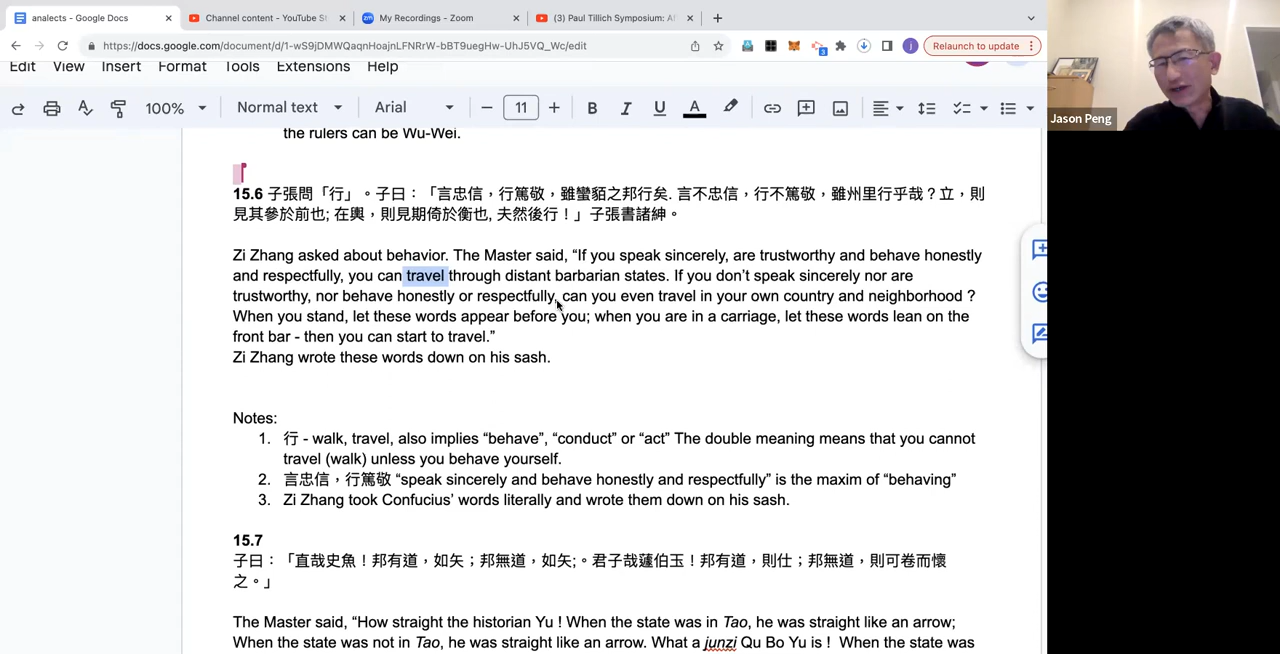 analects - Google Docs
Channel content - YouTube St
My Recordings - Zoom
(3) Paul Tillich Symposium: Af
https://docs.google.com/document/d/1-wS9jDMWQaqnHoajnLFNRrW-bBT9uegHw-UhJ5VQ_Wc/edit
3
j
Relaunch to update
Edit View Insert Format Tools Extensions Help
100% Normal text Arial 11 B I U A
Jason Peng
the rulers can be Wu-Wei.
15.6 子張問「行」。子曰：「言忠信，行篤敬，雖蠻貊之邦行矣. 言不忠信，行不篤敬，雖州里行乎哉？立，則
見其參於前也; 在輿，則見期倚於衡也, 夫然後行！」子張書諸紳。
Zi Zhang asked about behavior. The Master said, “If you speak sincerely, are trustworthy and behave honestly
and respectfully, you can travel through distant barbarian states. If you don’t speak sincerely nor are
trustworthy, nor behave honestly or respectfully, can you even travel in your own country and neighborhood ?
When you stand, let these words appear before you; when you are in a carriage, let these words lean on the
front bar - then you can start to travel.”
Zi Zhang wrote these words down on his sash.
Notes:
1. 行 - walk, travel, also implies “behave”, “conduct” or “act” The double meaning means that you cannot
travel (walk) unless you behave yourself.
2. 言忠信，行篤敬 “speak sincerely and behave honestly and respectfully” is the maxim of “behaving”
3. Zi Zhang took Confucius’ words literally and wrote them down on his sash.
15.7
子曰：「直哉史魚！邦有道，如矢；邦無道，如矢;。君子哉蘧伯玉！邦有道，則仕；邦無道，則可卷而懷
之。」
The Master said, “How straight the historian Yu ! When the state was in Tao, he was straight like an arrow;
When the state was not in Tao, he was straight like an arrow. What a junzi Qu Bo Yu is ! When the state was